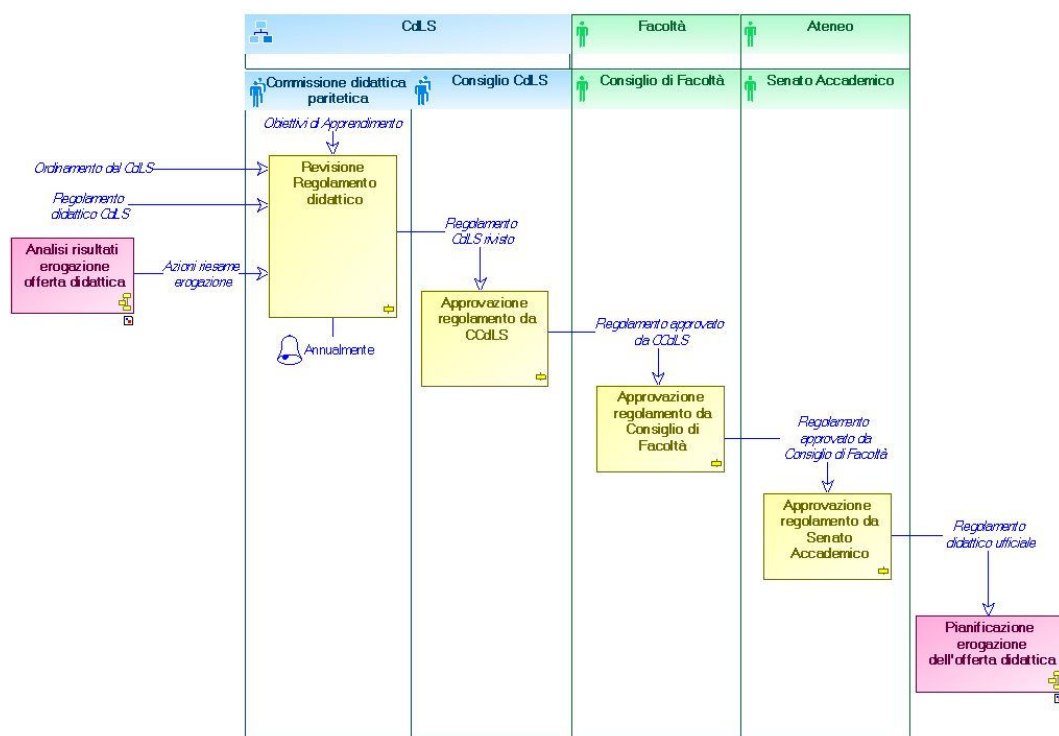 CdLS
Facoltà
Ateneo
Commissione didattica
paritetica
Consiglio CdLS
Consiglio di Facoltà
Senato Accademico
Obiettivi di Apprendimento
Ordinamento del CdLS
Regolamento
didattico CdLS
Revisione
Regolamento
didattico
Analisi risultati
erogazione
offerta didattica
Azioni riesame
erogazione
Regolamento
CdLS rivisto
Annualmente
Approvazione
regolamento da
CCdLS
Regolamento approvato
da CCdLS
Approvazione
regolamento da
Consiglio di
Facoltà
Regolamento
approvato da
Consiglio di Facoltà
Approvazione
regolamento da
Senato
Accademico
Regolamento
didattico ufficiale
Pianificazione
erogazione
dell'offerta didattica